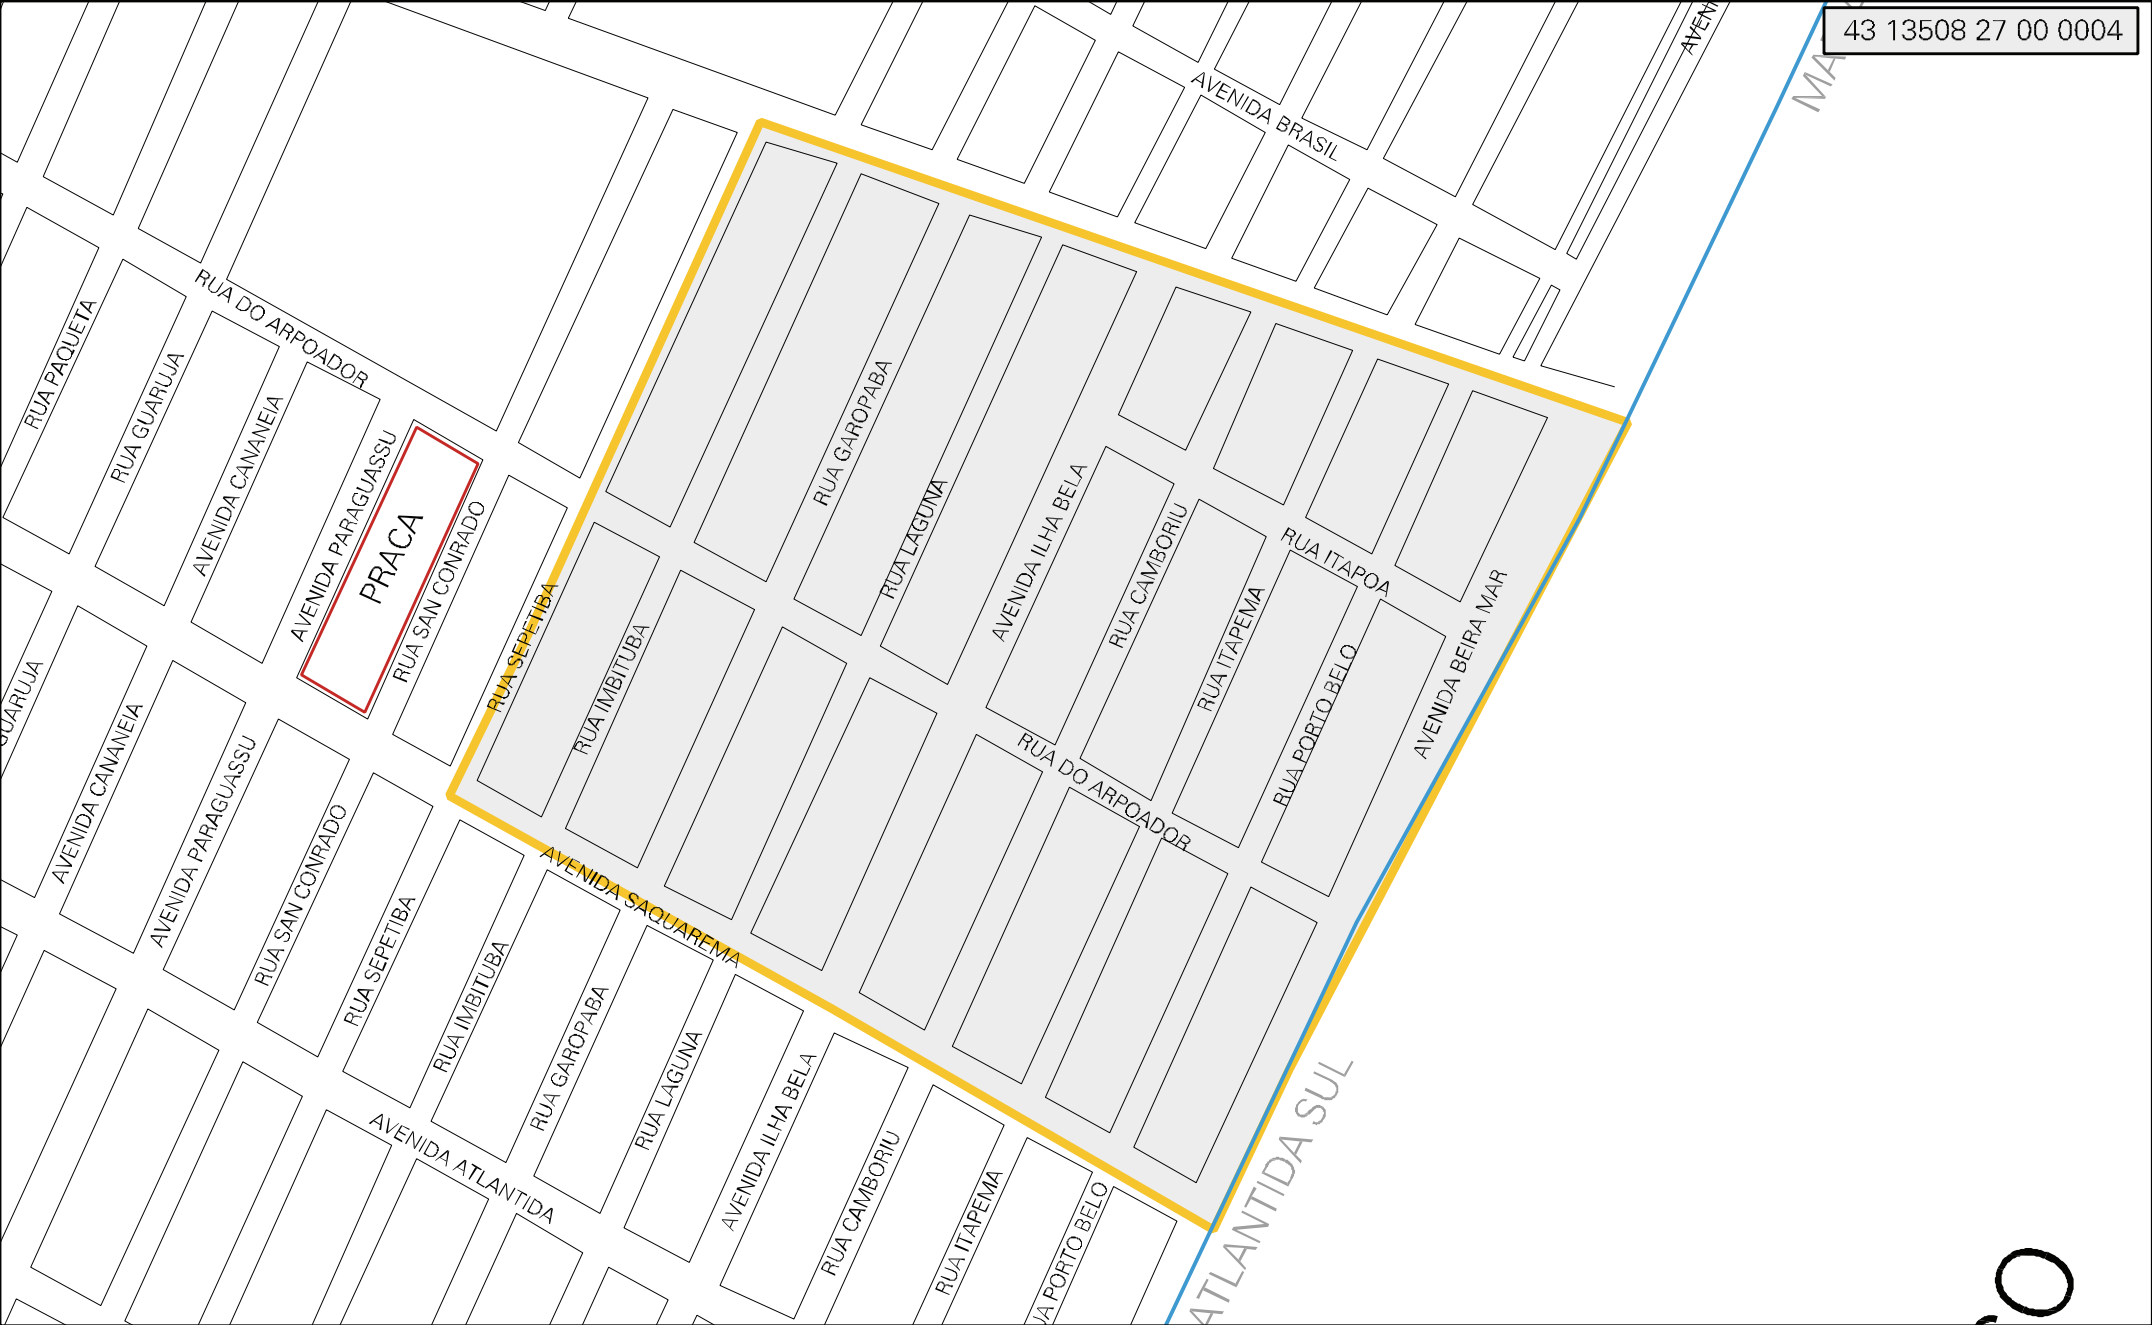 43 13508 27 00 0004
AVENIDA BRASIL
RUA DO ARPOADOR
RUA PAQUETA
RUA GUARUJA
AVENIDA CANANEIA
AVENIDA PARAGUASSU
PRACA
RUA SAN CONRADO
RUA SEPETIBA
RUA IMBITUBA
RUA GAROPABA
RUA LAGUNA
AVENIDA ILHA BELA
RUA CAMBORIU
RUA ITAPEMA
RUA ITAPOA
RUA PORTO BELO
AVENIDA BEIRA MAR
RUA DO ARPOADOR
AVENIDA SAQUAREMA
AVENIDA CANANEIA
AVENIDA PARAGUASSU
RUA SAN CONRADO
RUA SEPETIBA
RUA IMBITUBA
RUA GAROPABA
RUA LAGUNA
AVENIDA ILHA BELA
RUA CAMBORIU
RUA ITAPEMA
PORTO BELO
AVENIDA ATLANTIDA
ATLANTIDA SUL